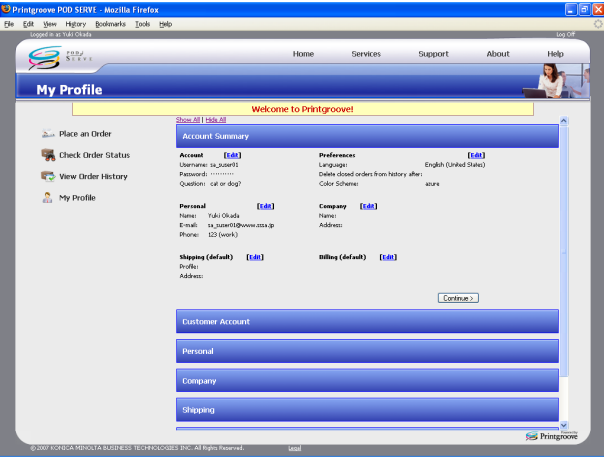 Printgroove POD SERVE - Mozilla Firefox
File Edit View History Bookmarks Tools Help
Logged in as Yuki Okada Log Off
POD SERVE Home Services Support About Help
My Profile
Welcome to Printgroove!
Show All | Hide All
Place an Order
Check Order Status
View Order History
My Profile
Account Summary
Account [Edit] Preferences [Edit]
Username: sa_suser01 Language: English (United States)
Password: ·········· Delete closed orders from history after:
Question: cat or dog? Color Scheme: azure
Personal [Edit] Company [Edit]
Name: Yuki Okada Name:
E-mail: sa_suser01@www.sssa.jp Address:
Phone: 123 (work)
Shipping (default) [Edit] Billing (default) [Edit]
Profile:
Address:
Continue >
Customer Account
Personal
Company
Shipping
Powered by
Printgroove
© 2007 KONICA MINOLTA BUSINESS TECHNOLOGIES INC. All Rights Reserved. Legal